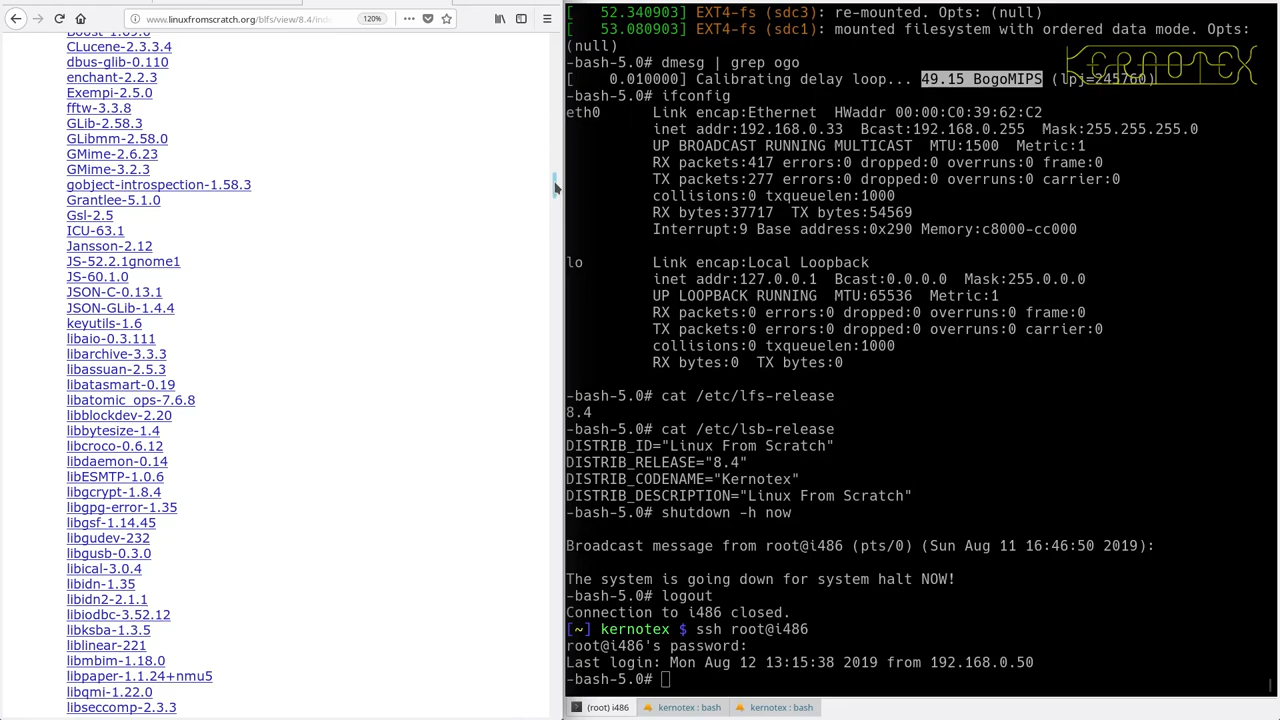 www.linuxfromscratch.org/blfs/view/8.4/inde
120%
CLucene-2.3.3.4
dbus-glib-0.110
enchant-2.2.3
Exempi-2.5.0
fftw-3.3.8
GLib-2.58.3
GLibmm-2.58.0
GMime-2.6.23
GMime-3.2.3
gobject-introspection-1.58.3
Grantlee-5.1.0
Gsl-2.5
ICU-63.1
Jansson-2.12
JS-52.2.1gnome1
JS-60.1.0
JSON-C-0.13.1
JSON-GLib-1.4.4
keyutils-1.6
libaio-0.3.111
libarchive-3.3.3
libassuan-2.5.3
libatasmart-0.19
libatomic_ops-7.6.8
libblockdev-2.20
libbytesize-1.4
libcroco-0.6.12
libdaemon-0.14
libESMTP-1.0.6
libgcrypt-1.8.4
libgpg-error-1.35
libgsf-1.14.45
libgudev-232
libgusb-0.3.0
libical-3.0.4
libidn-1.35
libidn2-2.1.1
libiodbc-3.52.12
libksba-1.3.5
liblinear-221
libmbim-1.18.0
libpaper-1.1.24+nmu5
libqmi-1.22.0
libseccomp-2.3.3
[   52.340903] EXT4-fs (sdc3): re-mounted. Opts: (null)
[   53.080903] EXT4-fs (sdc1): mounted filesystem with ordered data mode. Opts:
(null)
-bash-5.0# dmesg | grep ogo
[    0.010000] Calibrating delay loop... 49.15 BogoMIPS (lpj=245760)
KERNOTEX
-bash-5.0# ifconfig
eth0      Link encap:Ethernet  HWaddr 00:00:C0:39:62:C2
inet addr:192.168.0.33  Bcast:192.168.0.255  Mask:255.255.255.0
UP BROADCAST RUNNING MULTICAST  MTU:1500  Metric:1
RX packets:417 errors:0 dropped:0 overruns:0 frame:0
TX packets:277 errors:0 dropped:0 overruns:0 carrier:0
collisions:0 txqueuelen:1000
RX bytes:37717  TX bytes:54569
Interrupt:9 Base address:0x290 Memory:c8000-cc000
lo        Link encap:Local Loopback
inet addr:127.0.0.1  Bcast:0.0.0.0  Mask:255.0.0.0
UP LOOPBACK RUNNING  MTU:65536  Metric:1
RX packets:0 errors:0 dropped:0 overruns:0 frame:0
TX packets:0 errors:0 dropped:0 overruns:0 carrier:0
collisions:0 txqueuelen:1000
RX bytes:0  TX bytes:0
-bash-5.0# cat /etc/lfs-release
8.4
-bash-5.0# cat /etc/lsb-release
DISTRIB_ID="Linux From Scratch"
DISTRIB_RELEASE="8.4"
DISTRIB_CODENAME="Kernotex"
DISTRIB_DESCRIPTION="Linux From Scratch"
-bash-5.0# shutdown -h now
Broadcast message from root@i486 (pts/0) (Sun Aug 11 16:46:50 2019):
The system is going down for system halt NOW!
-bash-5.0# logout
Connection to i486 closed.
[~] kernotex $ ssh root@i486
root@i486's password:
Last login: Mon Aug 12 13:15:38 2019 from 192.168.0.50
-bash-5.0#
(root) i486
kernotex : bash
kernotex : bash